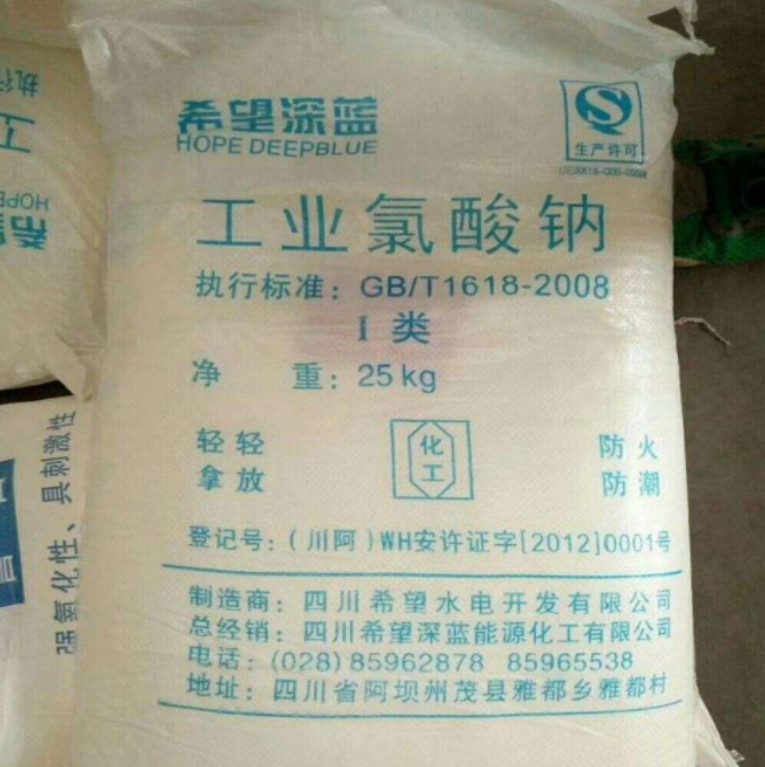 希望深蓝
HOPE DEEPBLUE
生产许可
工业氯酸钠
执行标准：GB/T1618-2008
I 类
净 重：25kg
轻轻 化 防火
拿放 工 防潮
登记号：(川阿)WH安许证字[2012]0001号
制造商：四川希望水电开发有限公司
总经销：四川希望深蓝能源化工有限公司
电话：(028)85962878 85965538
地址：四川省阿坝州茂县雅都乡雅都村
执行
工
HOPE
希
强氧化性、具刺激性